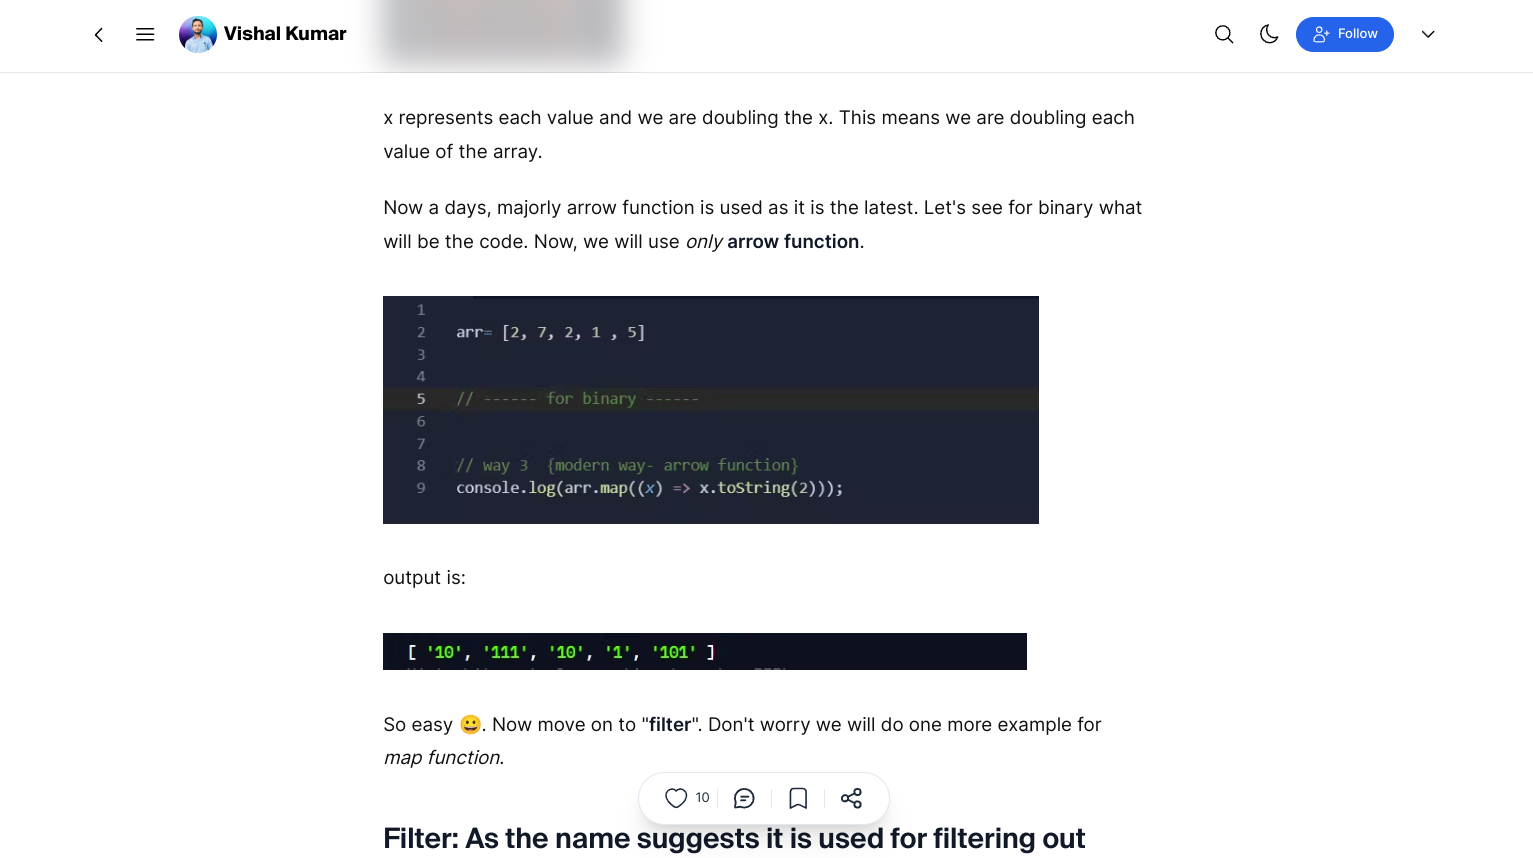 Vishal Kumar
Follow
x represents each value and we are doubling the x. This means we are doubling each
value of the array.
Now a days, majorly arrow function is used as it is the latest. Let's see for binary what
will be the code. Now, we will use only arrow function.
1
2 arr= [2, 7, 2, 1 , 5]
3
4
5 // ------ for binary ------
6
7
8 // way 3  {modern way- arrow function}
9 console.log(arr.map((x) => x.toString(2)));
output is:
[ '10', '111', '10', '1', '101' ]
So easy 😀. Now move on to "filter". Don't worry we will do one more example for
map function.
10
Filter: As the name suggests it is used for filtering out